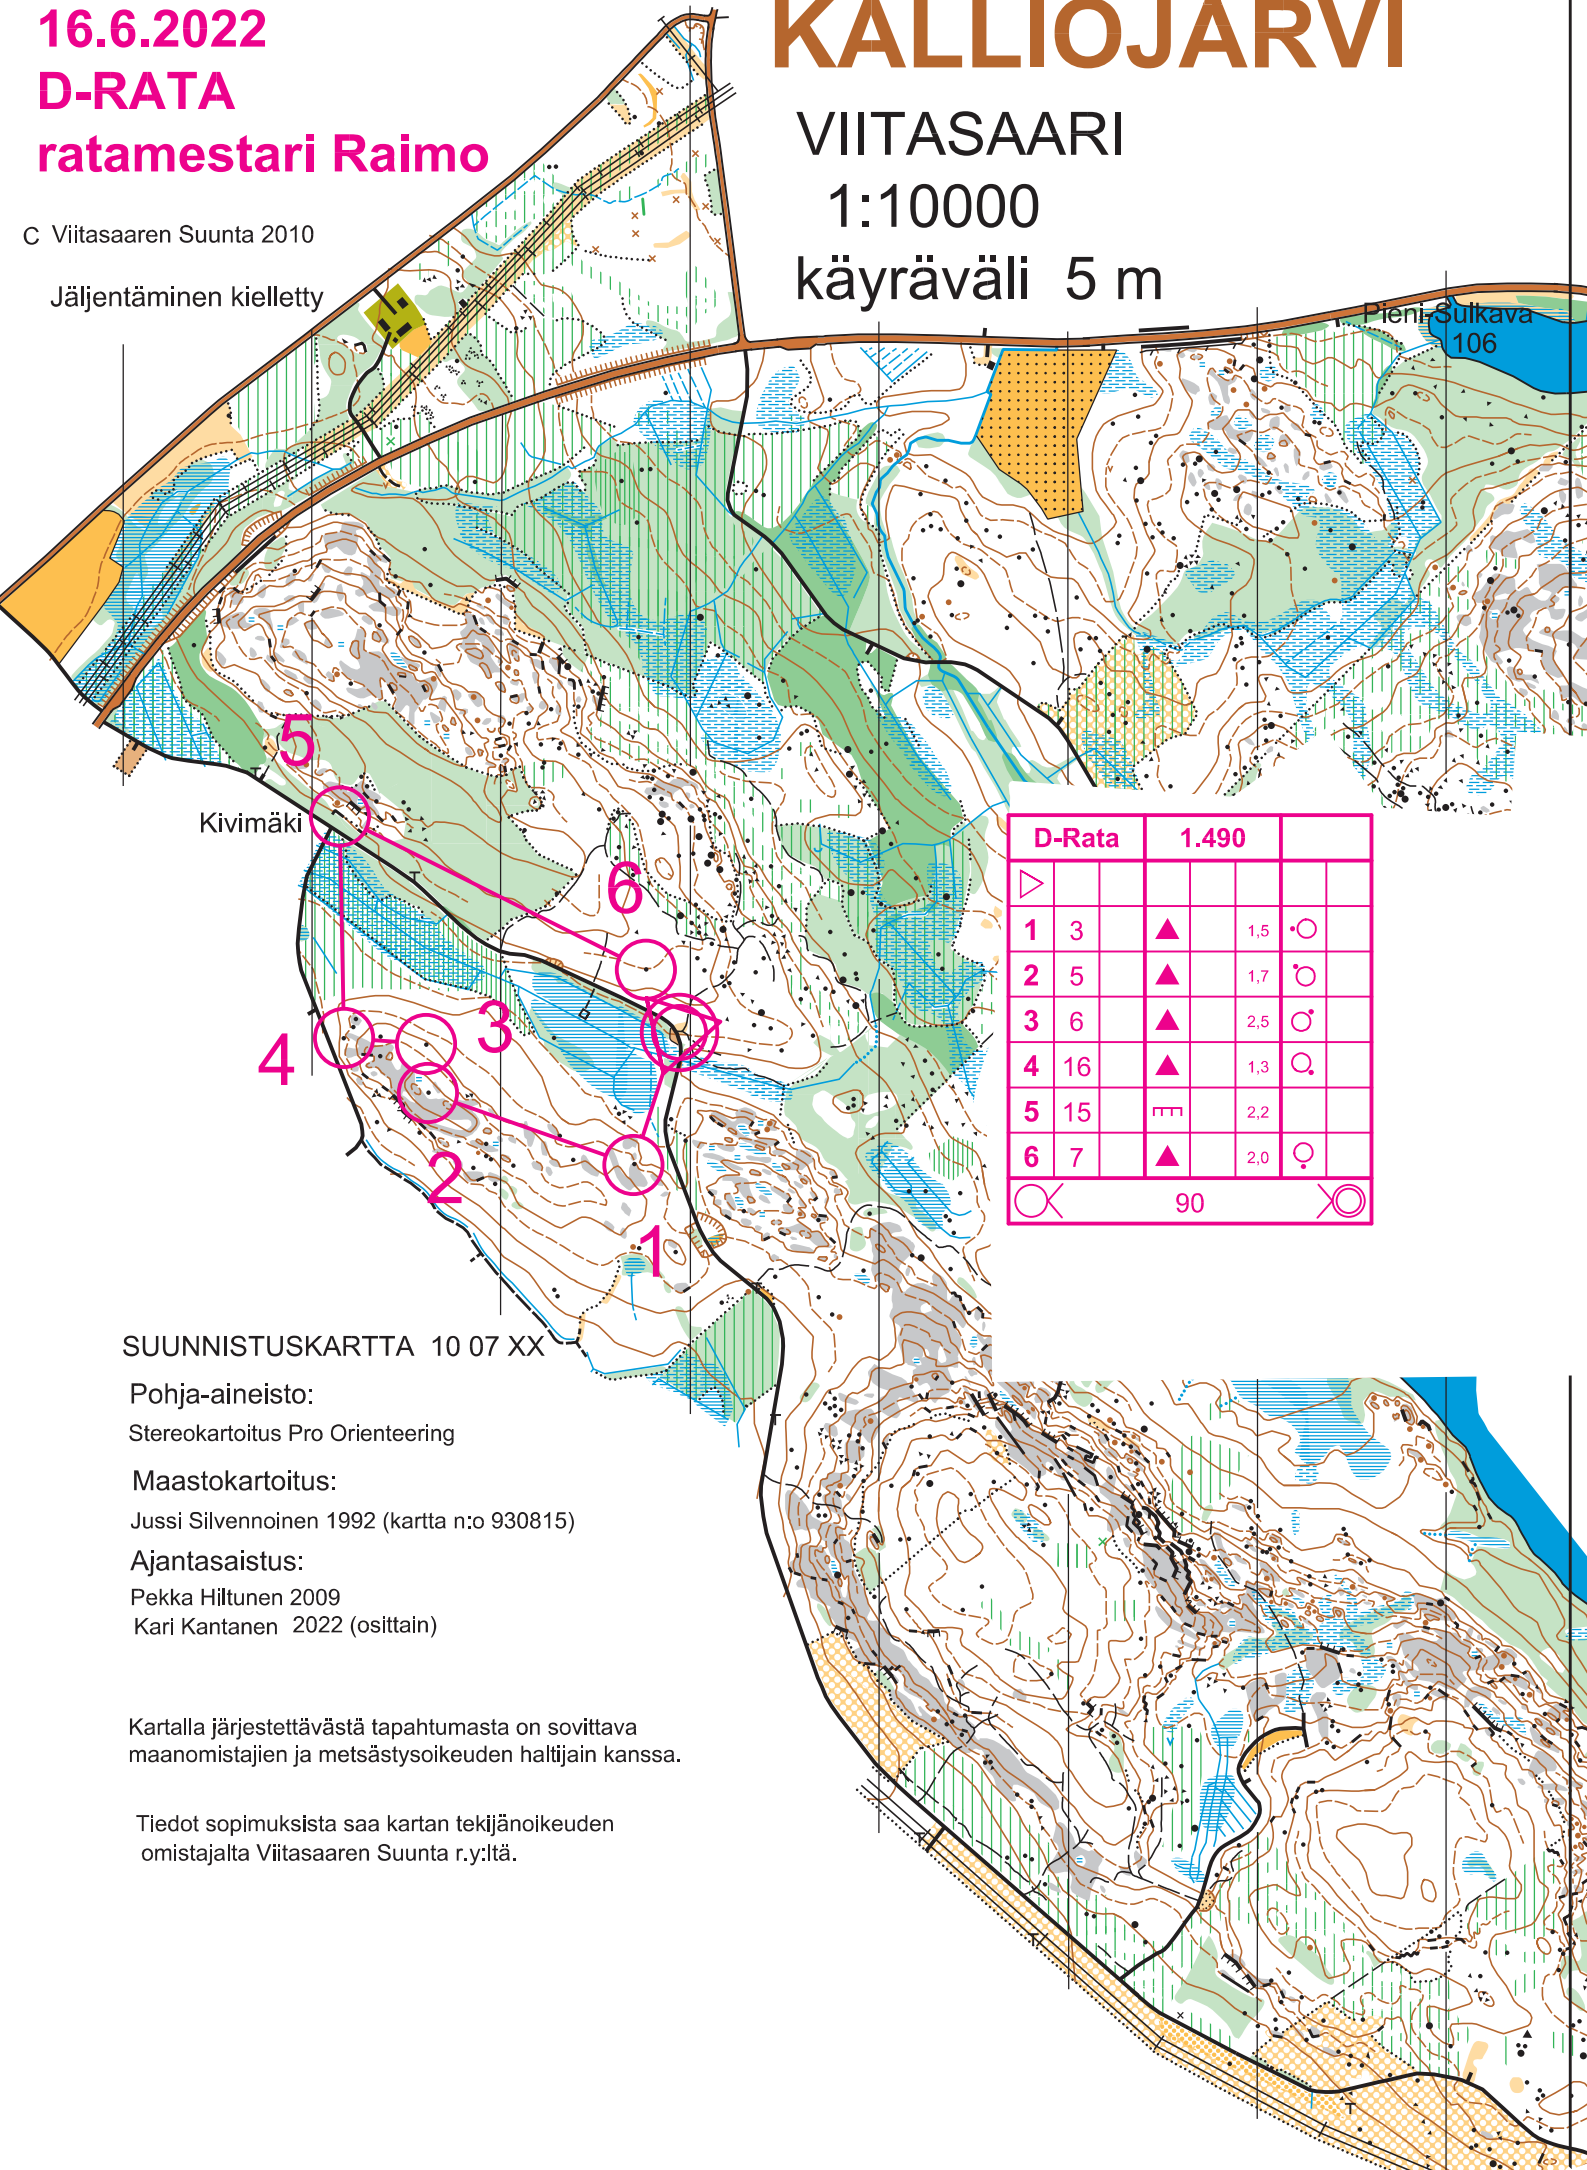 16.6.2022
D-RATA
ratamestari Raimo
KALLIOJÄRVI
VIITASAARI
1:10000
käyräväli 5 m
C Viitasaaren Suunta 2010
Jäljentäminen kielletty
Pieni-Sulkava
106
5
Kivimäki
6
3
4
2
1
D-Rata 1.490
1 3 1,5
2 5 1,7
3 6 2,5
4 16 1,3
5 15 2,2
6 7 2,0
90
SUUNNISTUSKARTTA 10 07 XX
Pohja-aineisto:
Stereokartoitus Pro Orienteering
Maastokartoitus:
Jussi Silvennoinen 1992 (kartta n:o 930815)
Ajantasaistus:
Pekka Hiltunen 2009
Kari Kantanen 2022 (osittain)
Kartalla järjestettävästä tapahtumasta on sovittava
maanomistajien ja metsästysoikeuden haltijain kanssa.
Tiedot sopimuksista saa kartan tekijänoikeuden
omistajalta Viitasaaren Suunta r.y:ltä.